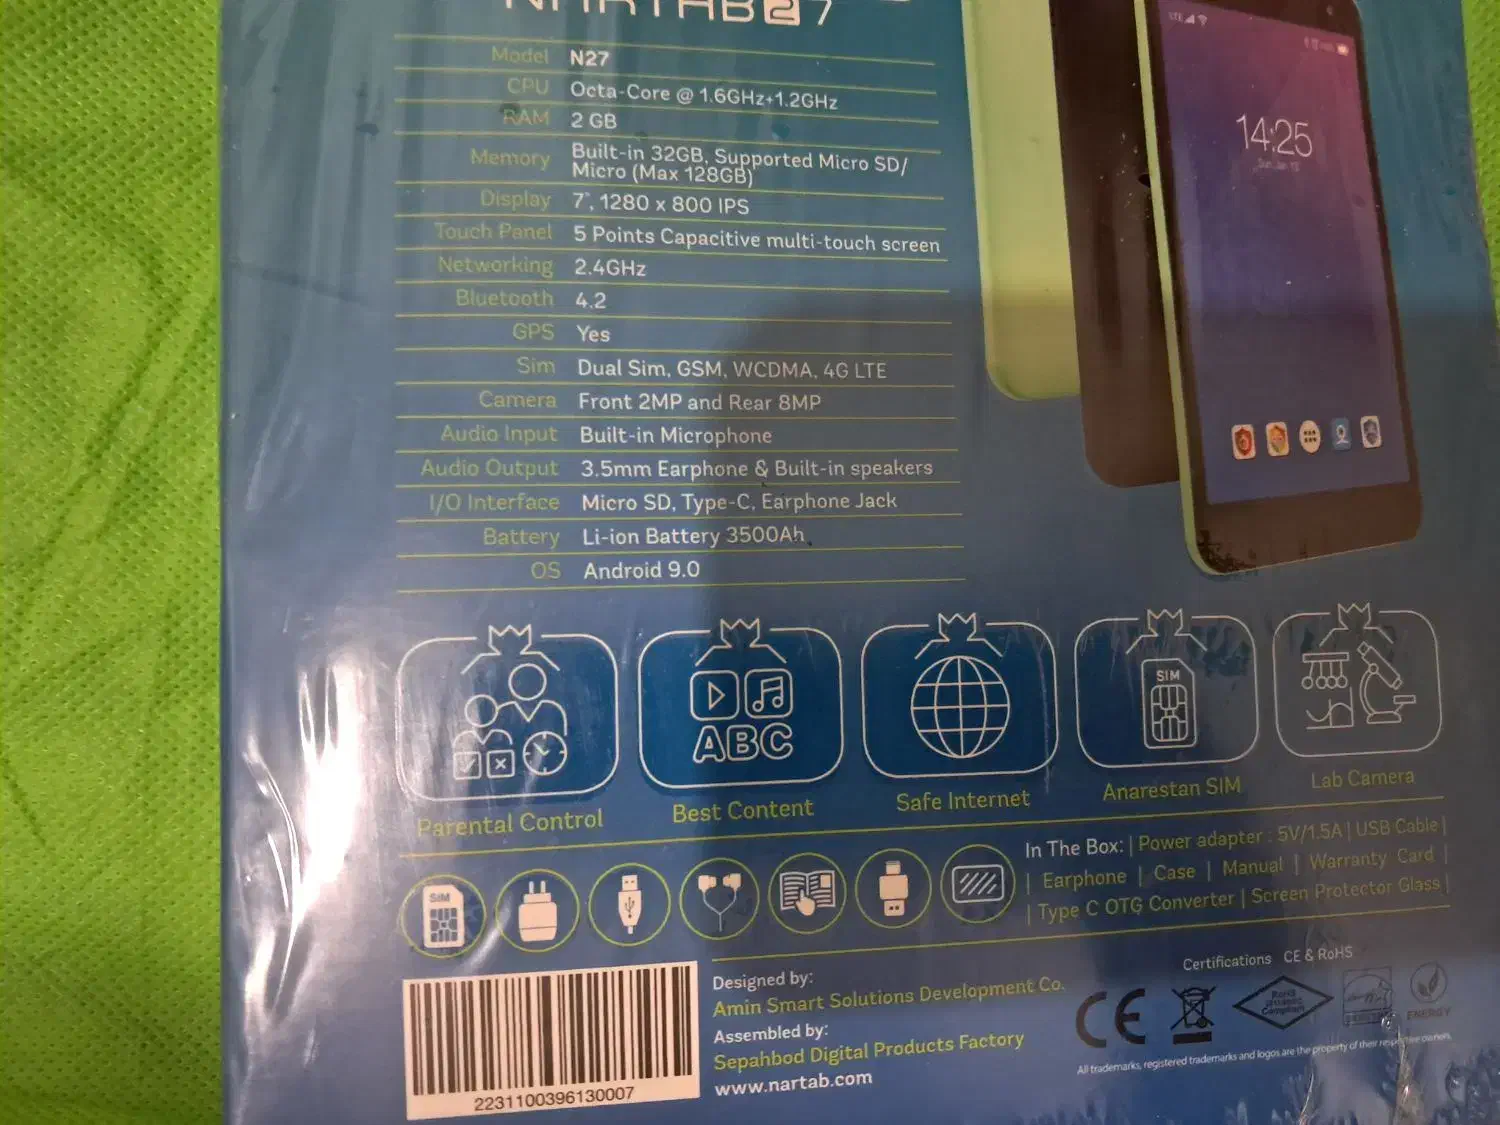 NARTAB 27
Model N27
CPU Octa-Core @ 1.6GHz+1.2GHz
RAM 2 GB
Memory Built-in 32GB, Supported Micro SD/
Micro (Max 128GB)
Display 7", 1280 x 800 IPS
Touch Panel 5 Points Capacitive multi-touch screen
Networking 2.4GHz
Bluetooth 4.2
GPS Yes
Sim Dual Sim, GSM, WCDMA, 4G LTE
Camera Front 2MP and Rear 8MP
Audio Input Built-in Microphone
Audio Output 3.5mm Earphone & Built-in speakers
I/O Interface Micro SD, Type-C, Earphone Jack
Battery Li-ion Battery 3500Ah
OS Android 9.0
LTE
14:25
SIM
ABC
Parental Control
Best Content
Safe Internet
Anarestan SIM
Lab Camera
SIM
In The Box: | Power adapter : 5V/1.5A | USB Cable |
| Earphone | Case | Manual | Warranty Card |
| Type C OTG Converter | Screen Protector Glass |
Designed by:
Amin Smart Solutions Development Co.
Assembled by:
Sepahbod Digital Products Factory
www.nartab.com
2231100396130007
Certifications CE & RoHS
CE
RoHS
Compliant
ENERGY
All trademarks, registered trademarks and logos are the property of their respective owners.